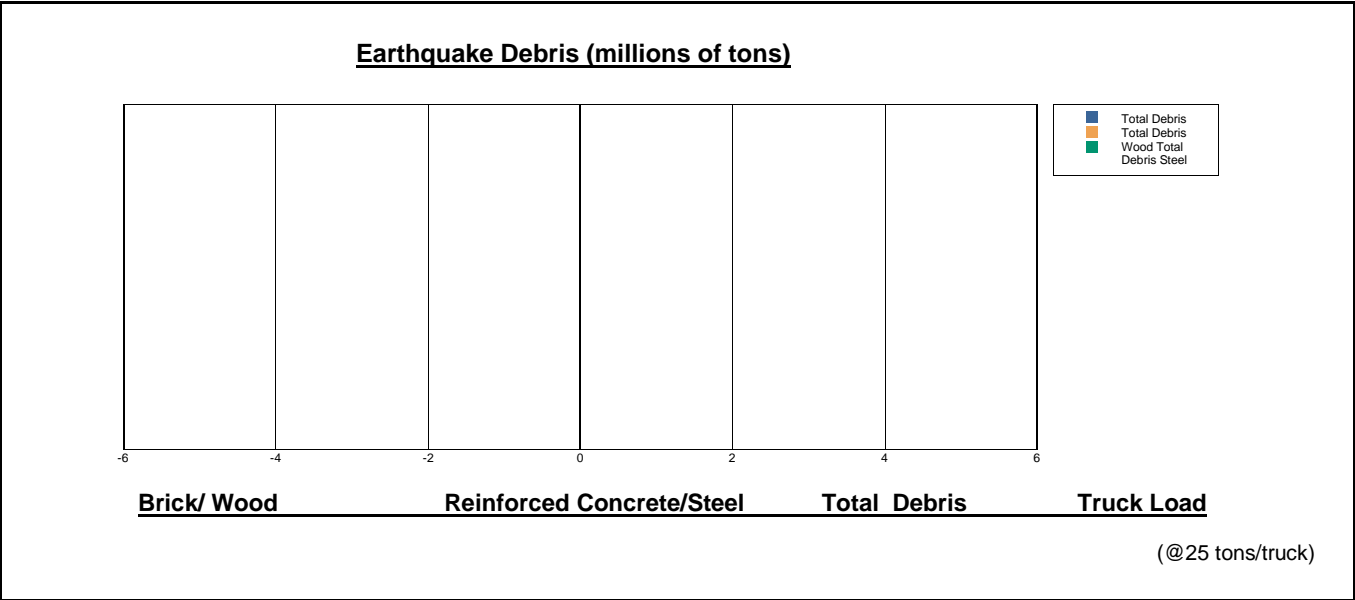 Earthquake Debris (millions of tons)
Total Debris
Total Debris
Wood Total
Debris Steel
-6 -4 -2 0 2 4 6
Brick/ Wood Reinforced Concrete/Steel Total Debris Truck Load
(@25 tons/truck)